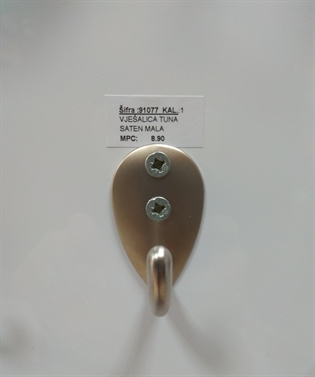 Šifra :91077 KAL. 1
VJEŠALICA TUNA
SATEN MALA
MPC: 8.90